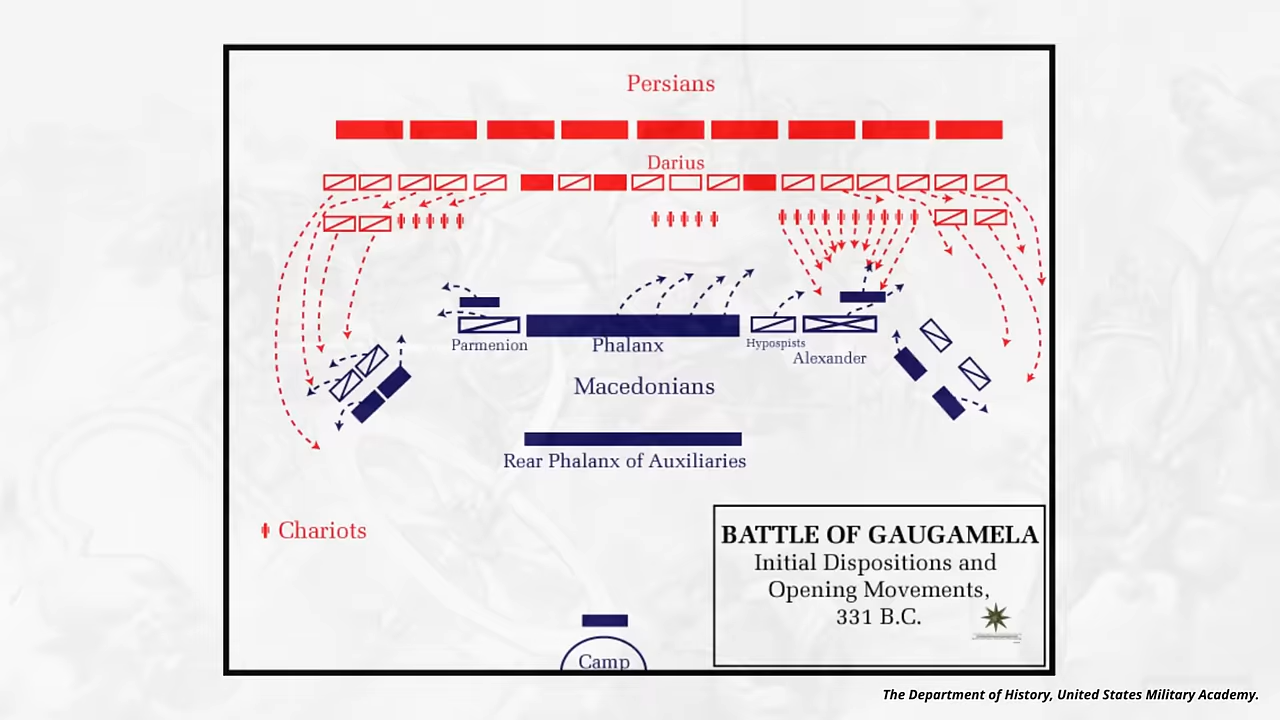 Persians
Darius
Parmenion
Phalanx
Hypospists
Alexander
Macedonians
Rear Phalanx of Auxiliaries
Chariots
BATTLE OF GAUGAMELA
Initial Dispositions and
Opening Movements,
331 B.C.
Camp
The Department of History, United States Military Academy.